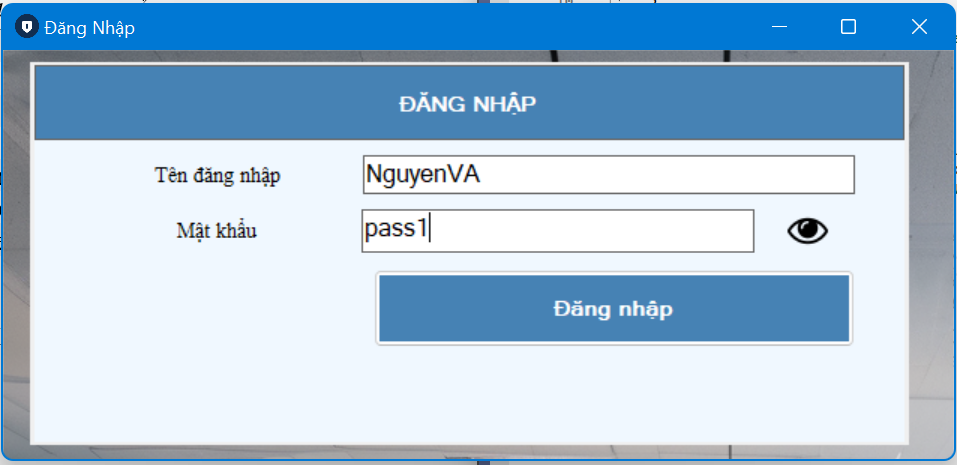 Đăng Nhập
ĐĂNG NHẬP
Tên đăng nhập
NguyenVA
Mật khẩu
pass1
Đăng nhập